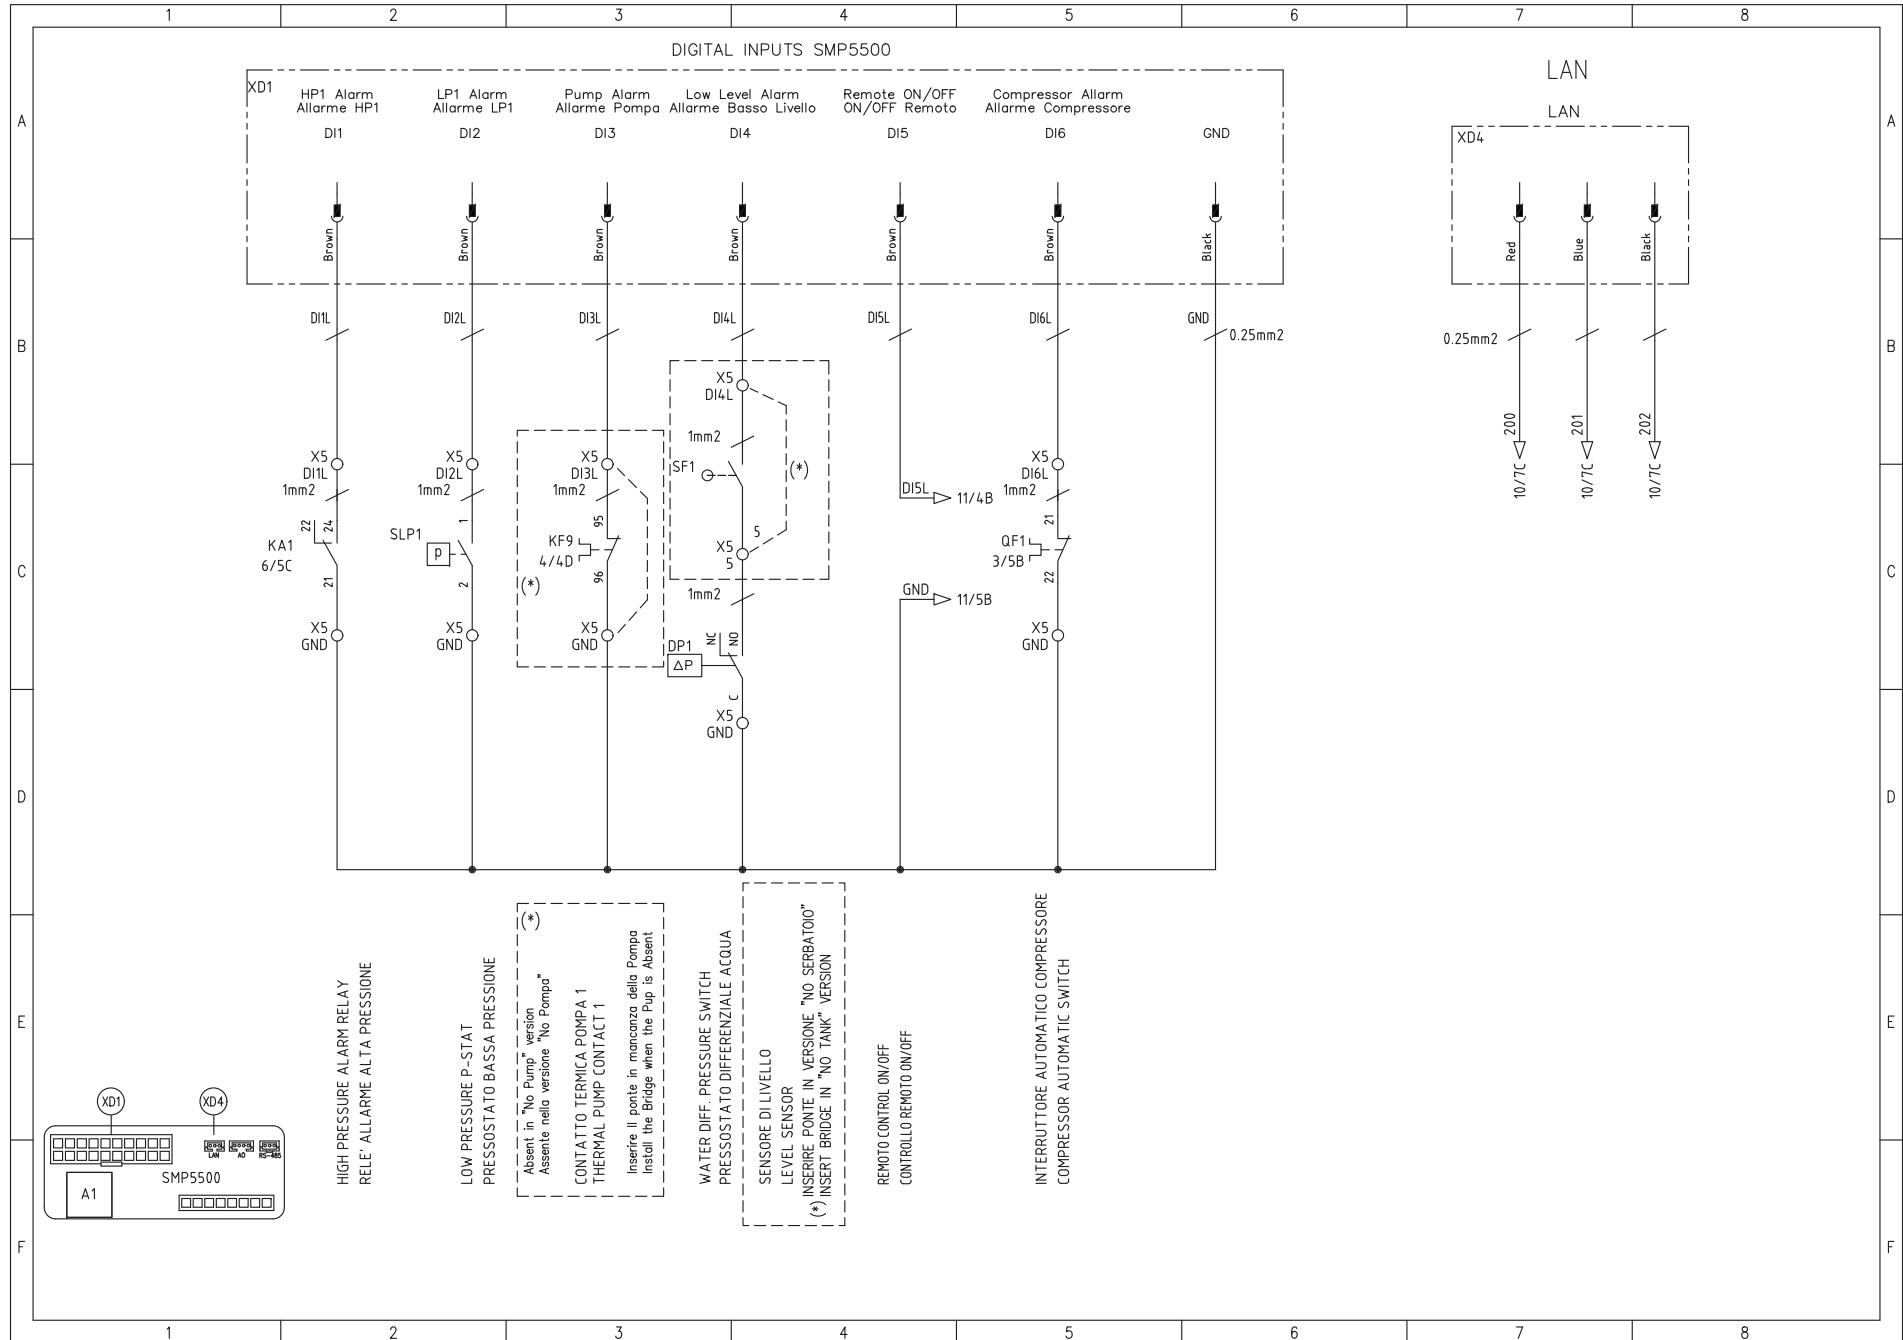 1 2 3 4 5 6 7 8
DIGITAL INPUTS SMP5500
LAN
XD1
HP1 Alarm
Allarme HP1
DI1
LP1 Alarm
Allarme LP1
DI2
Pump Alarm
Allarme Pompa
DI3
Low Level Alarm
Allarme Basso Livello
DI4
Remote ON/OFF
ON/OFF Remoto
DI5
Compressor Allarm
Allarme Compressore
DI6
GND
LAN
XD4
A A
Brown Brown Brown Brown Brown Brown Black
Red Blue Black
DI1L DI2L DI3L DI4L DI5L DI6L GND
0.25mm2
0.25mm2
B B
X5
DI4L
1mm2
SF1
(*)
5
X5
5
1mm2
200 201 202
10/7C 10/7C 10/7C
X5
DI1L
1mm2
22 24
KA1
6/5C
21
X5
GND
X5
DI2L
1mm2
1
SLP1
p
2
X5
GND
X5
DI3L
1mm2
95
KF9
4/4D
96
(*)
X5
GND
NC NO
DP1
ΔP
C
X5
GND
DI5L
11/4B
GND
11/5B
X5
DI6L
1mm2
21
QF1
3/5B
22
X5
GND
C C
D D
HIGH PRESSURE ALARM RELAY
RELE' ALLARME ALTA PRESSIONE
LOW PRESSURE P-STAT
PRESSOSTATO BASSA PRESSIONE
(*)
Absent in "No Pump" version
Assente nella versione "No Pompa"
CONTATTO TERMICA POMPA 1
THERMAL PUMP CONTACT 1
Inserire Il ponte in mancanza della Pompa
Install the Bridge when the Pup is Absent
WATER DIFF. PRESSURE SWITCH
PRESSOSTATO DIFFERENZIALE ACQUA
SENSORE DI LIVELLO
LEVEL SENSOR
INSERIRE PONTE IN VERSIONE "NO SERBATOIO"
(*) INSERT BRIDGE IN "NO TANK" VERSION
REMOTO CONTROL ON/OFF
CONTROLLO REMOTO ON/OFF
INTERRUTTORE AUTOMATICO COMPRESSORE
COMPRESSOR AUTOMATIC SWITCH
E E
XD1 XD4
LAN AO RS-485
SMP5500
A1
F F
1 2 3 4 5 6 7 8